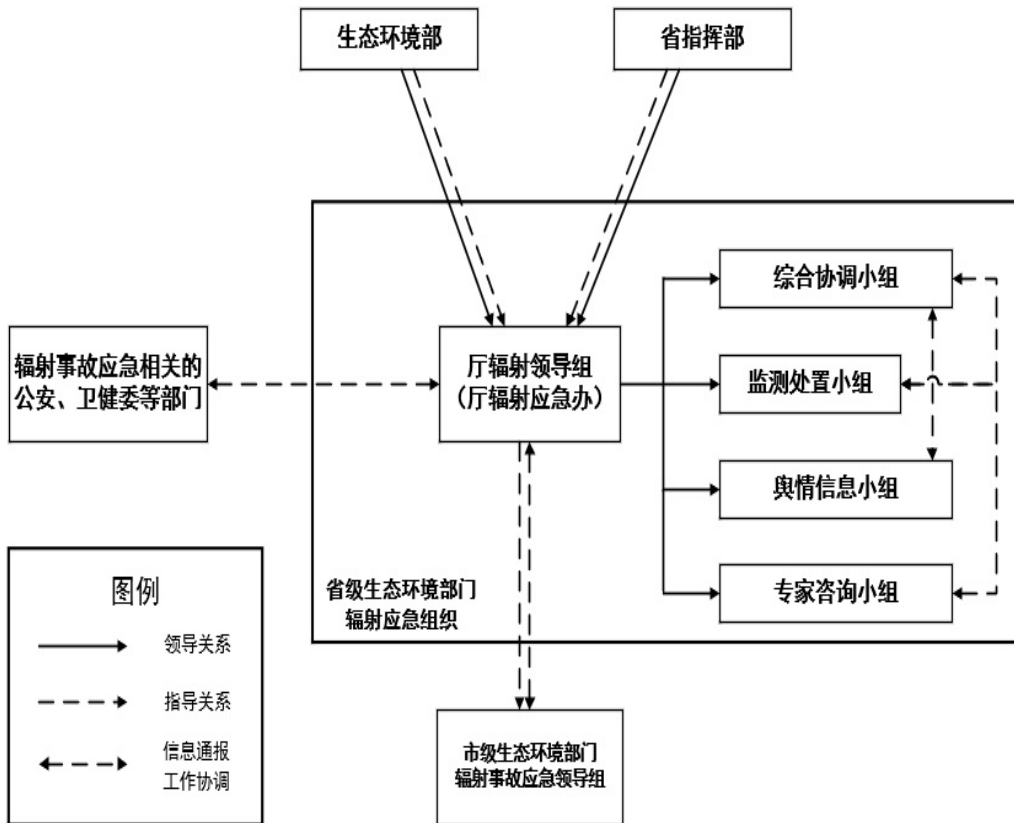 生态环境部
省指挥部
综合协调小组
辐射事故应急相关的
公安、卫健委等部门
厅辐射领导组
（厅辐射应急办）
监测处置小组
舆情信息小组
专家咨询小组
省级生态环境部门
辐射应急组织
图例
领导关系
指导关系
信息通报
工作协调
市级生态环境部门
辐射事故应急领导组